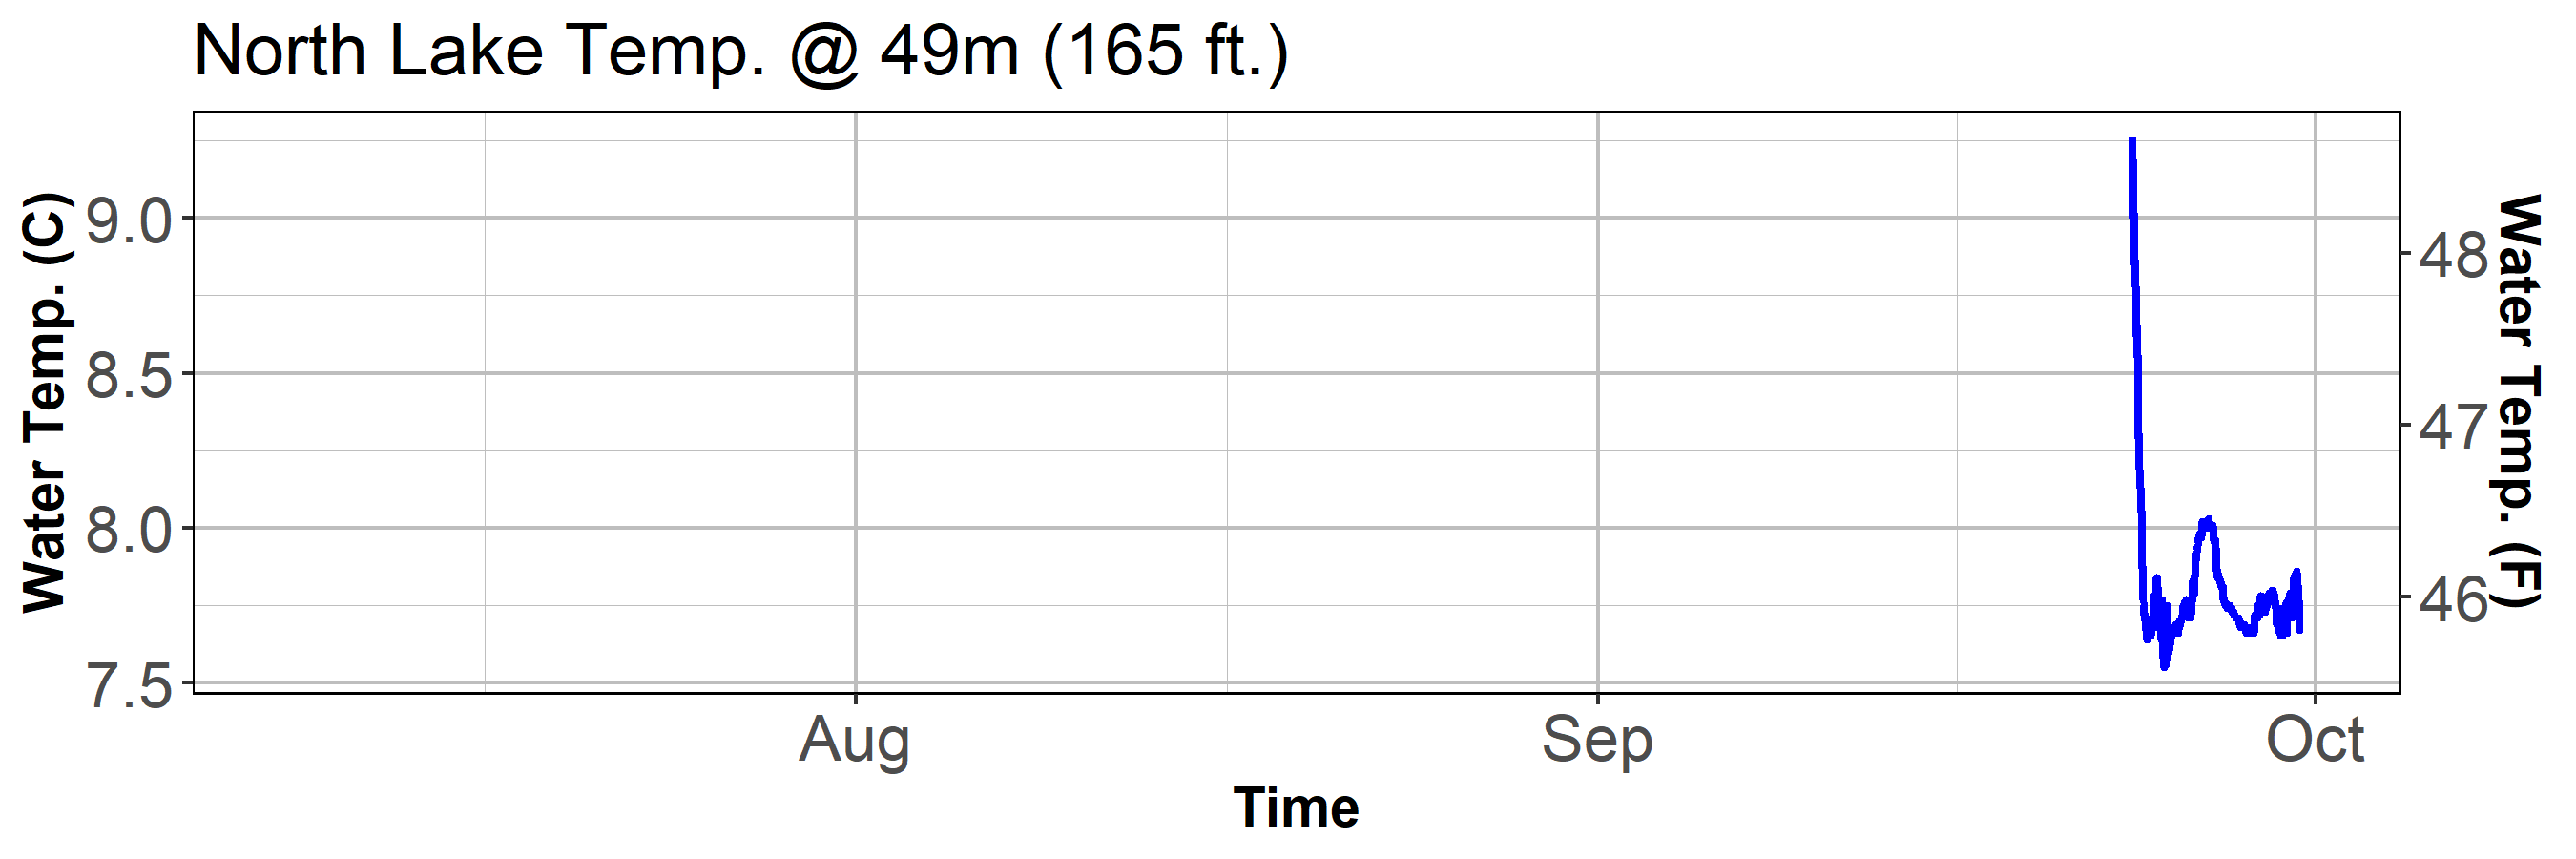 North Lake Temp. @ 49m (165 ft.)
Water Temp. (C)
9.0
8.5
8.0
7.5
48
47
46
Water Temp. (F)
Aug
Sep
Oct
Time